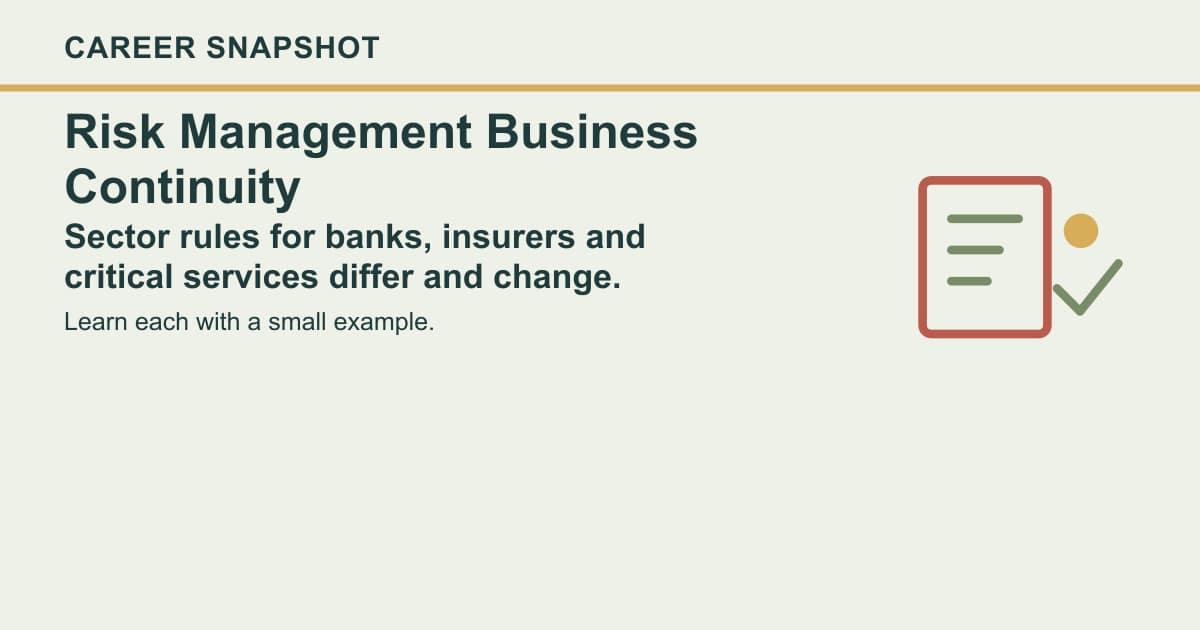 CAREER SNAPSHOT
Risk Management Business
Continuity
Sector rules for banks, insurers and
critical services differ and change.
Learn each with a small example.